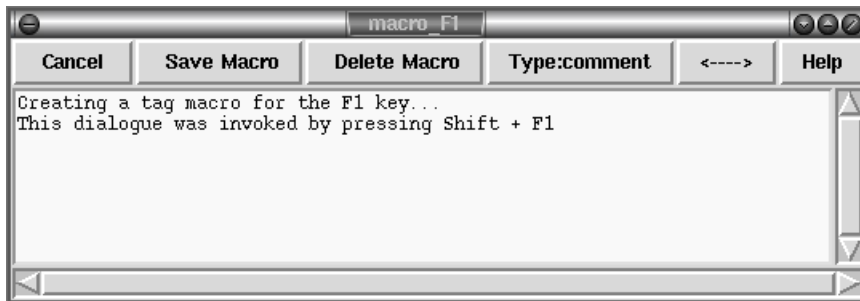 macro_F1
Cancel Save Macro Delete Macro Type:comment <----> Help
Creating a tag macro for the F1 key...
This dialogue was invoked by pressing Shift + F1